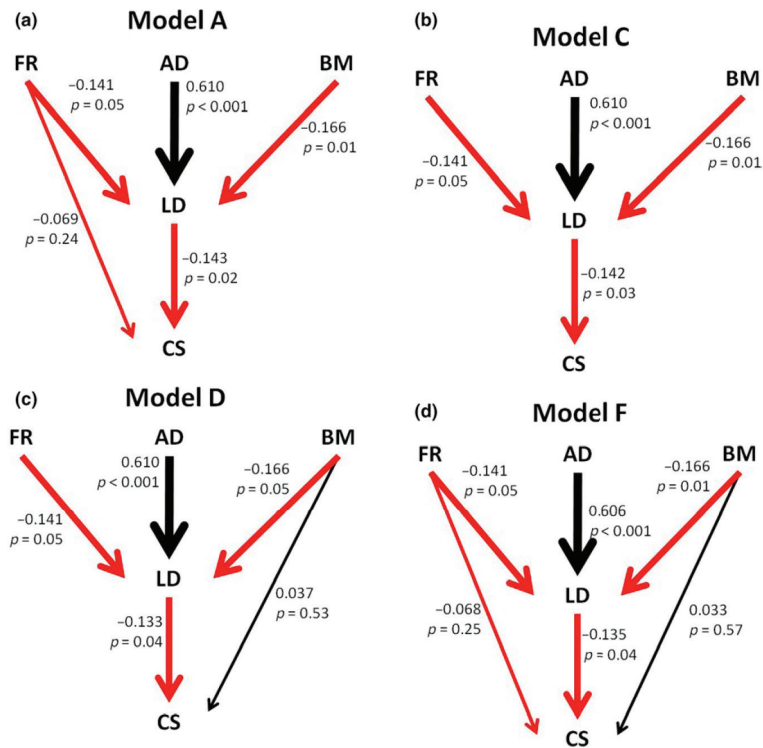 (a) Model A
FR AD BM
−0.141
p = 0.05
0.610
p < 0.001
−0.166
p = 0.01
LD
−0.069
p = 0.24
−0.143
p = 0.02
CS
(b) Model C
FR AD BM
0.610
p < 0.001
−0.141
p = 0.05
−0.166
p = 0.01
LD
−0.142
p = 0.03
CS
(c) Model D
FR AD BM
0.610
p < 0.001
−0.166
p = 0.05
−0.141
p = 0.05
LD
0.037
p = 0.53
−0.133
p = 0.04
CS
(d) Model F
FR AD BM
−0.141
p = 0.05
−0.166
p = 0.01
0.606
p < 0.001
LD
−0.068
p = 0.25
0.033
p = 0.57
−0.135
p = 0.04
CS